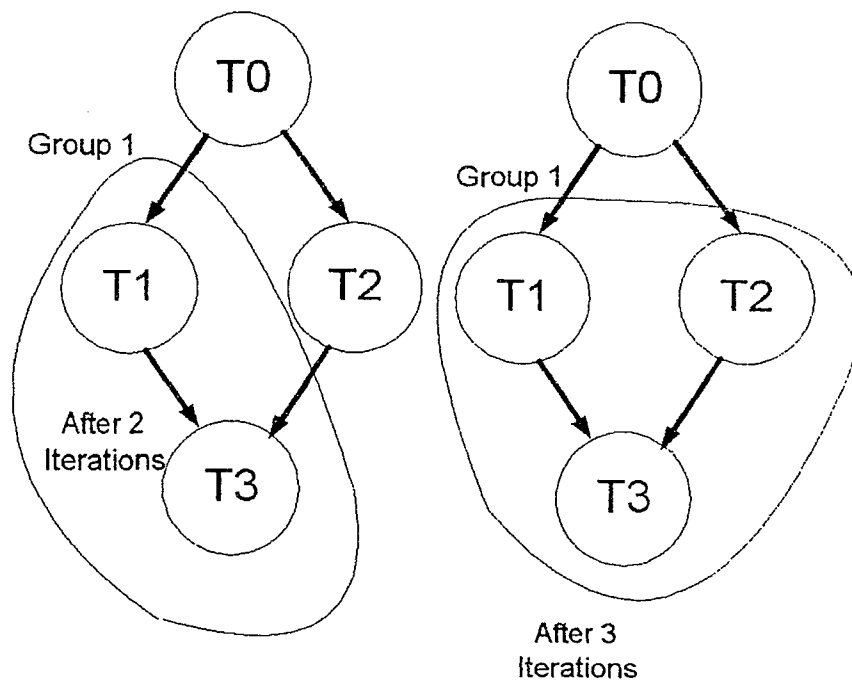 T0
Group 1
T1
T2
After 2
Iterations
T3
T0
Group 1
T1
T2
T3
After 3
Iterations